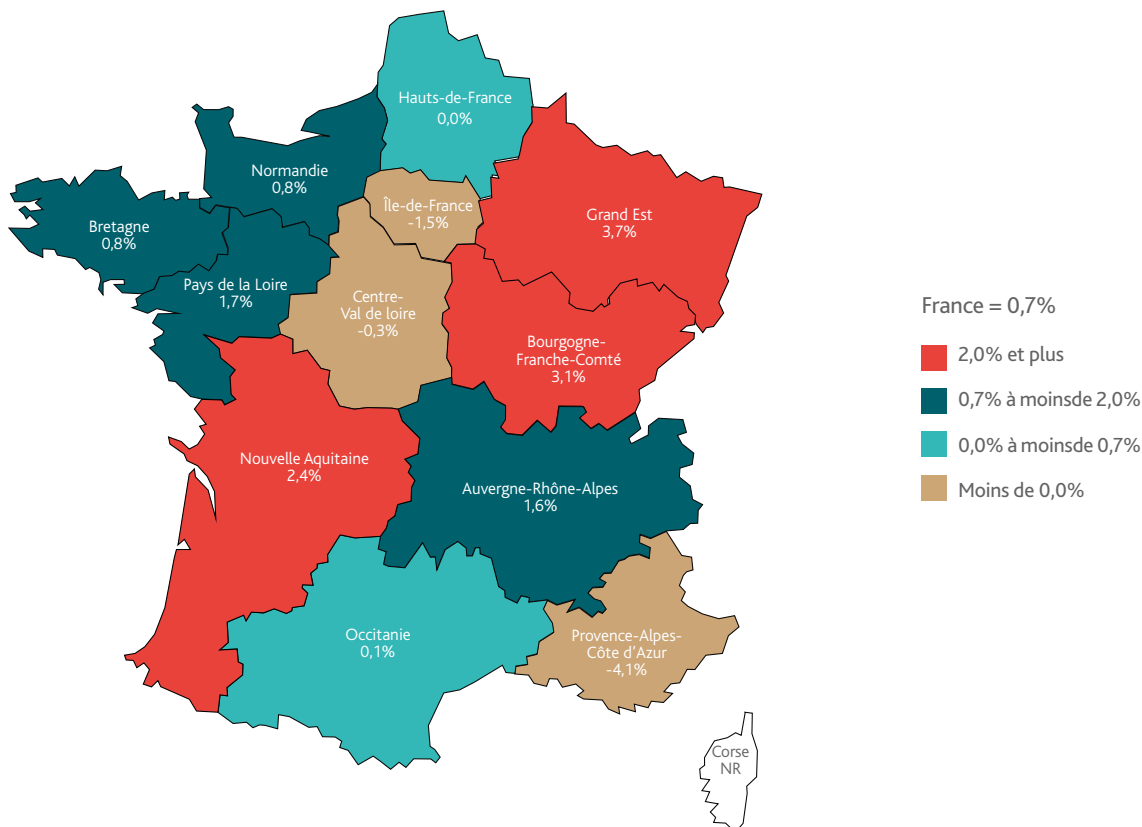 Hauts-de-France
0,0%
Normandie
0,8%
Île-de-France
-1,5%
Grand Est
3,7%
Bretagne
0,8%
Pays de la Loire
1,7%
Centre-
Val de loire
-0,3%
Bourgogne-
Franche-Comté
3,1%
Nouvelle Aquitaine
2,4%
Auvergne-Rhône-Alpes
1,6%
Occitanie
0,1%
Provence-Alpes-
Côte d'Azur
-4,1%
Corse
NR
France = 0,7%
2,0% et plus
0,7% à moinsde 2,0%
0,0% à moinsde 0,7%
Moins de 0,0%